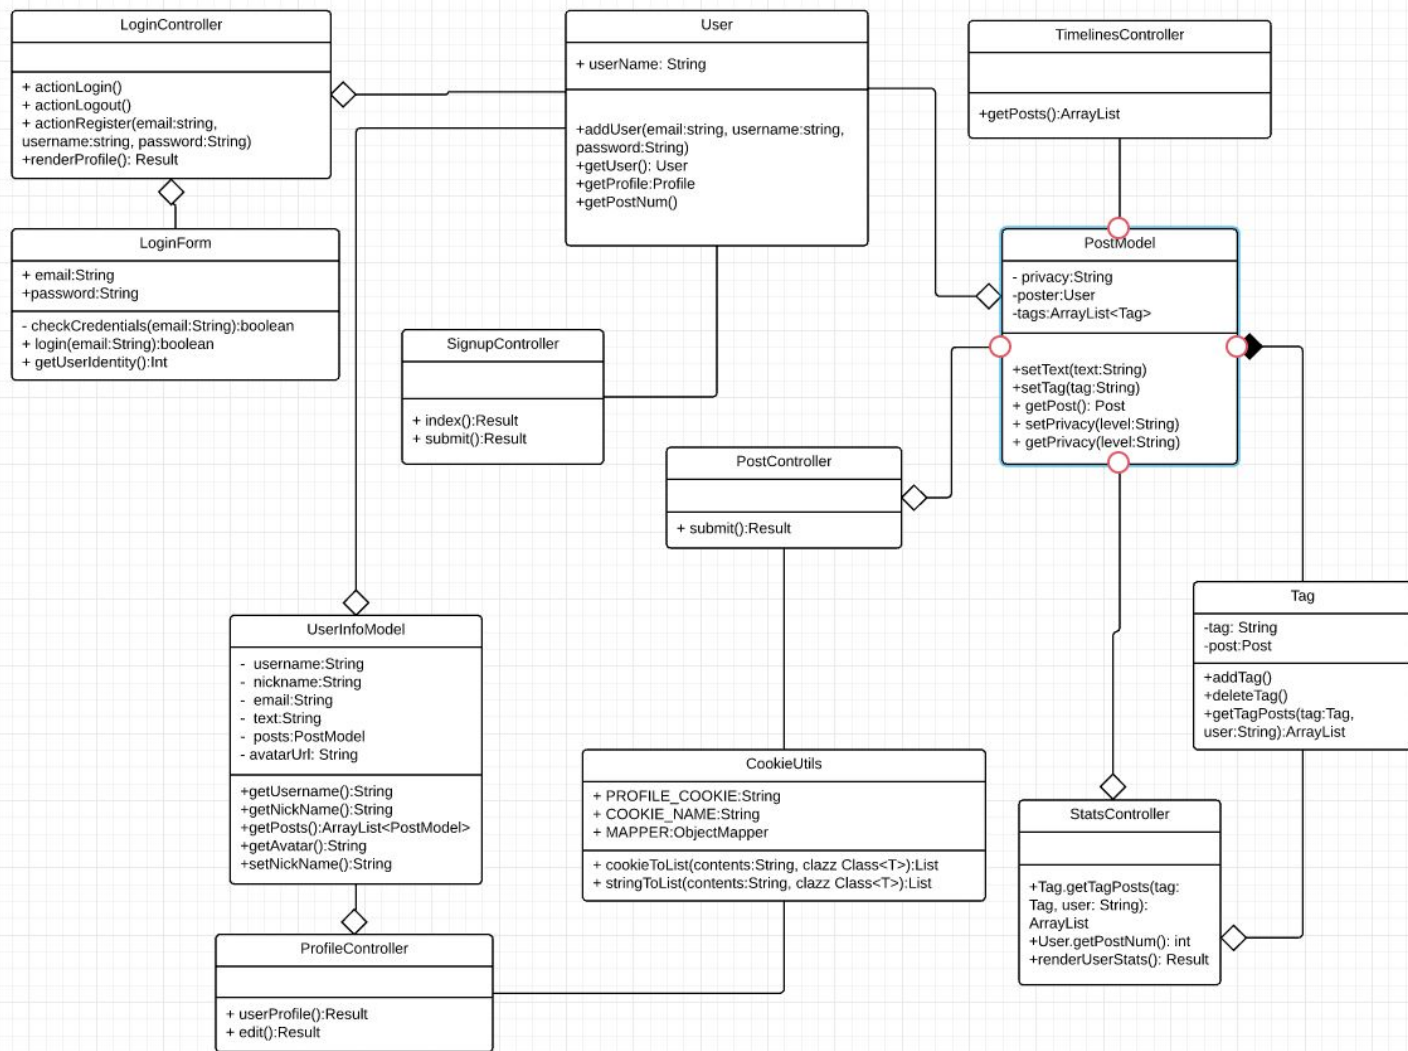 LoginController
+ actionLogin()
+ actionLogout()
+ actionRegister(email:string,
username:string, password:String)
+renderProfile(): Result
User
+ userName: String
+addUser(email:string, username:string,
password:String)
+getUser(): User
+getProfile:Profile
+getPostNum()
TimelinesController
+getPosts():ArrayList
LoginForm
+ email:String
+password:String
- checkCredentials(email:String):boolean
+ login(email:String):boolean
+ getUserIdentity():Int
PostModel
- privacy:String
-poster:User
-tags:ArrayList<Tag>
+setText(text:String)
+setTag(tag:String)
+ getPost(): Post
+ setPrivacy(level:String)
+ getPrivacy(level:String)
SignupController
+ index():Result
+ submit():Result
PostController
+ submit():Result
Tag
-tag: String
-post:Post
+addTag()
+deleteTag()
+getTagPosts(tag:Tag,
user:String):ArrayList
UserInfoModel
- username:String
- nickname:String
- email:String
- text:String
- posts:PostModel
- avatarUrl: String
+getUsername():String
+getNickName():String
+getPosts():ArrayList<PostModel>
+getAvatar():String
+setNickName():String
CookieUtils
+ PROFILE_COOKIE:String
+ COOKIE_NAME:String
+ MAPPER:ObjectMapper
+ cookieToList(contents:String, clazz Class<T>):List
+ stringToList(contents:String, clazz Class<T>):List
StatsController
+Tag.getTagPosts(tag:
Tag, user: String):
ArrayList
+User.getPostNum(): int
+renderUserStats(): Result
ProfileController
+ userProfile():Result
+ edit():Result